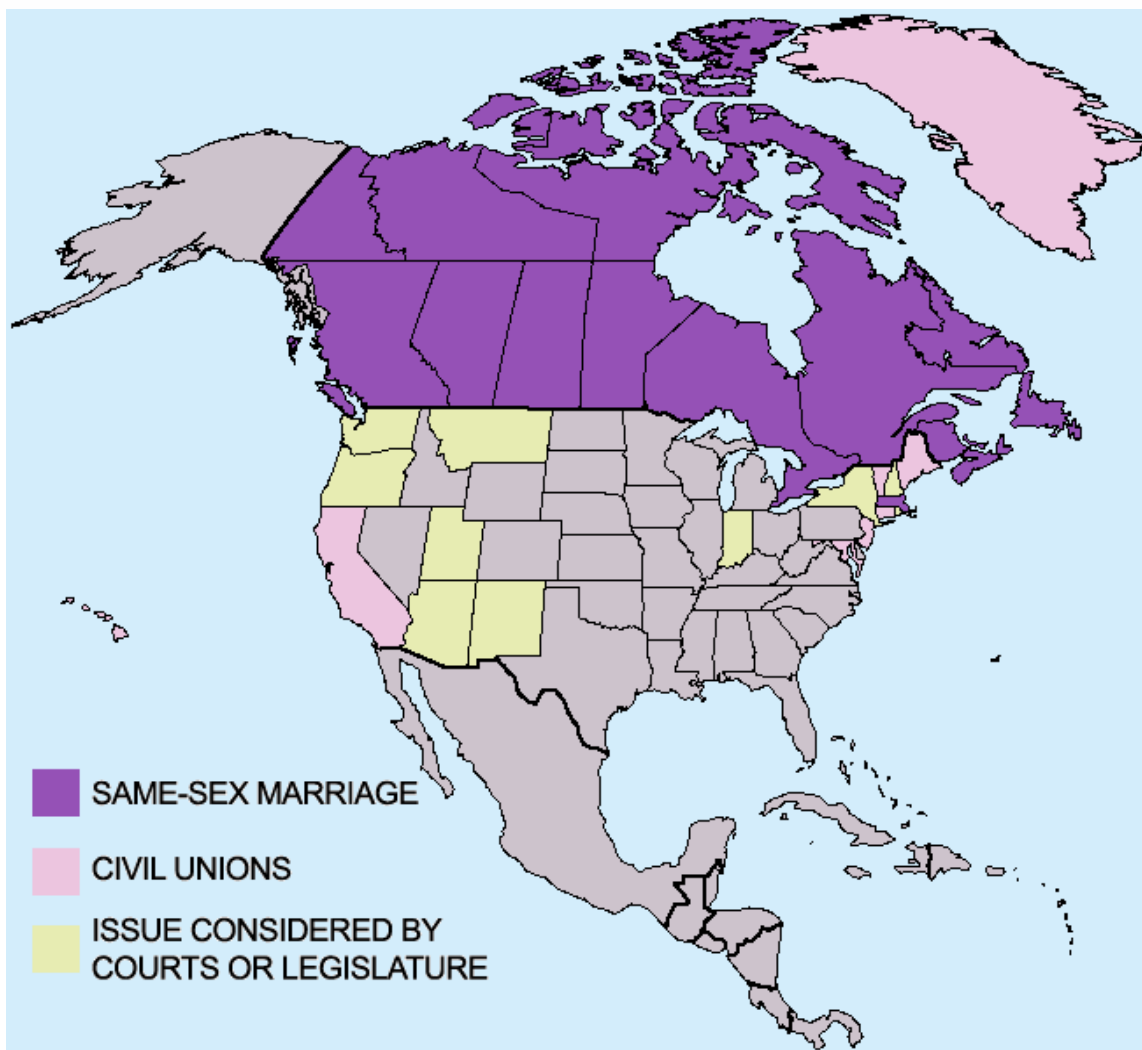 SAME-SEX MARRIAGE
CIVIL UNIONS
ISSUE CONSIDERED BY
COURTS OR LEGISLATURE